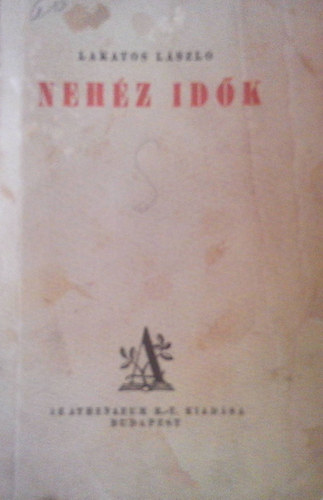 LAKATOS LÁSZLÓ
NEHÉZ IDŐK
A
AZ ATHENAEUM R.-T. KIADÁSA
BUDAPEST